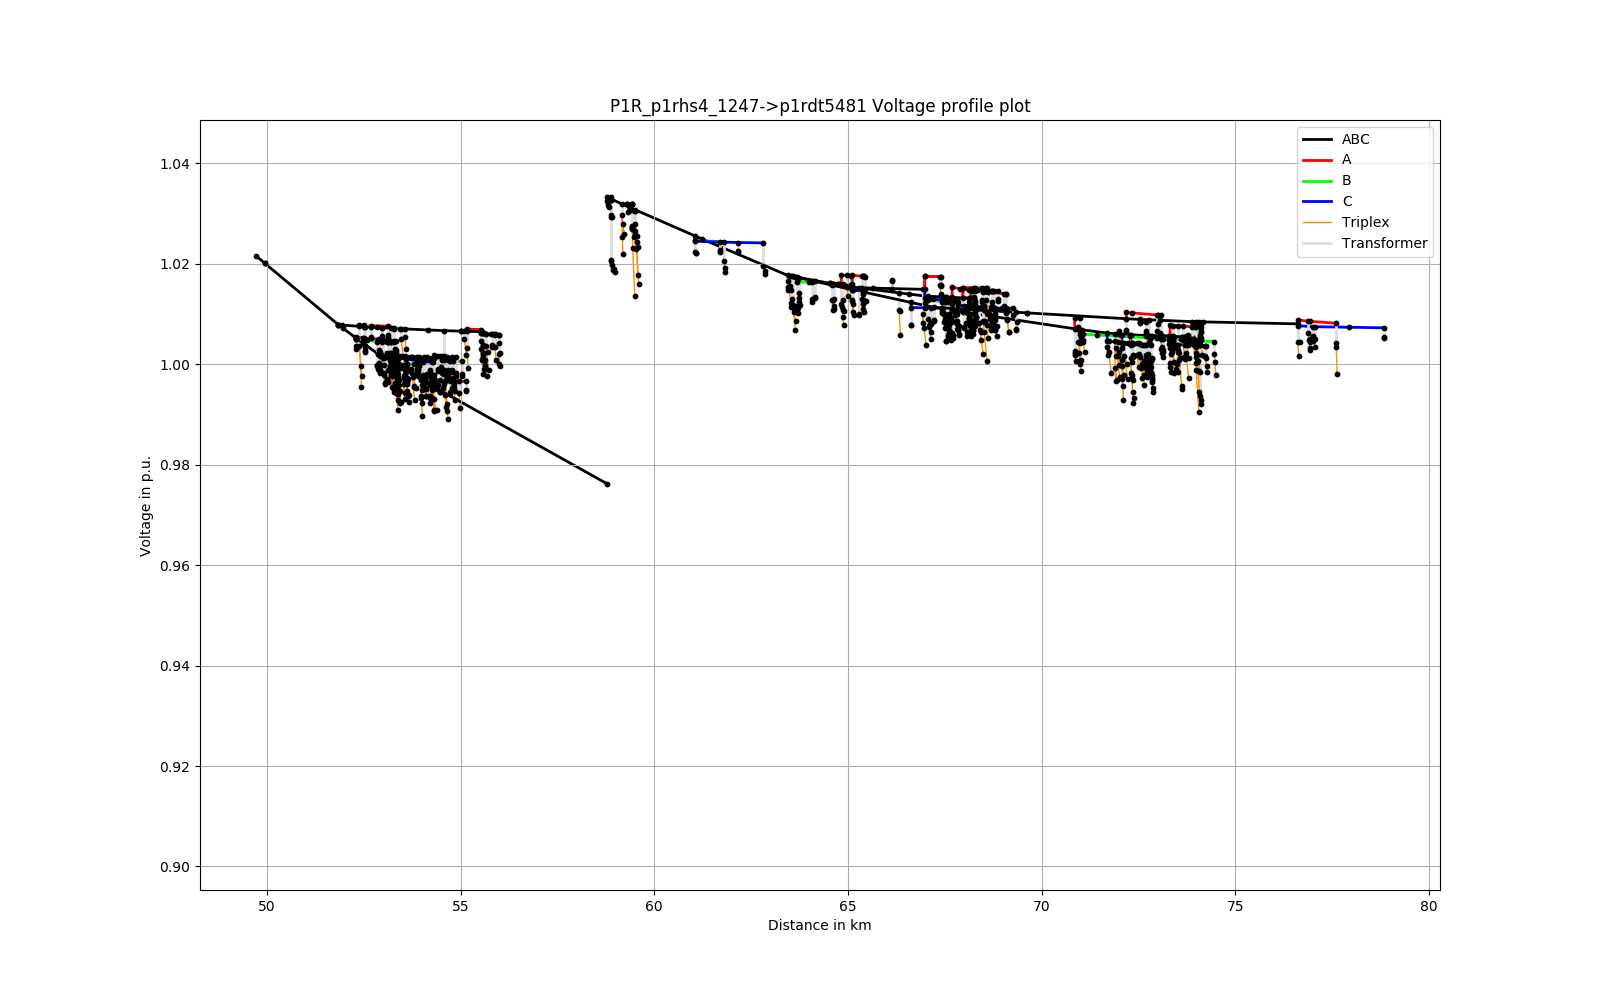 P1R_p1rhs4_1247->p1rdt5481 Voltage profile plot
ABC
A
B
C
Triplex
Transformer
1.04
1.02
1.00
0.98
0.96
0.94
0.92
0.90
Voltage in p.u.
50 55 60 65 70 75 80
Distance in km